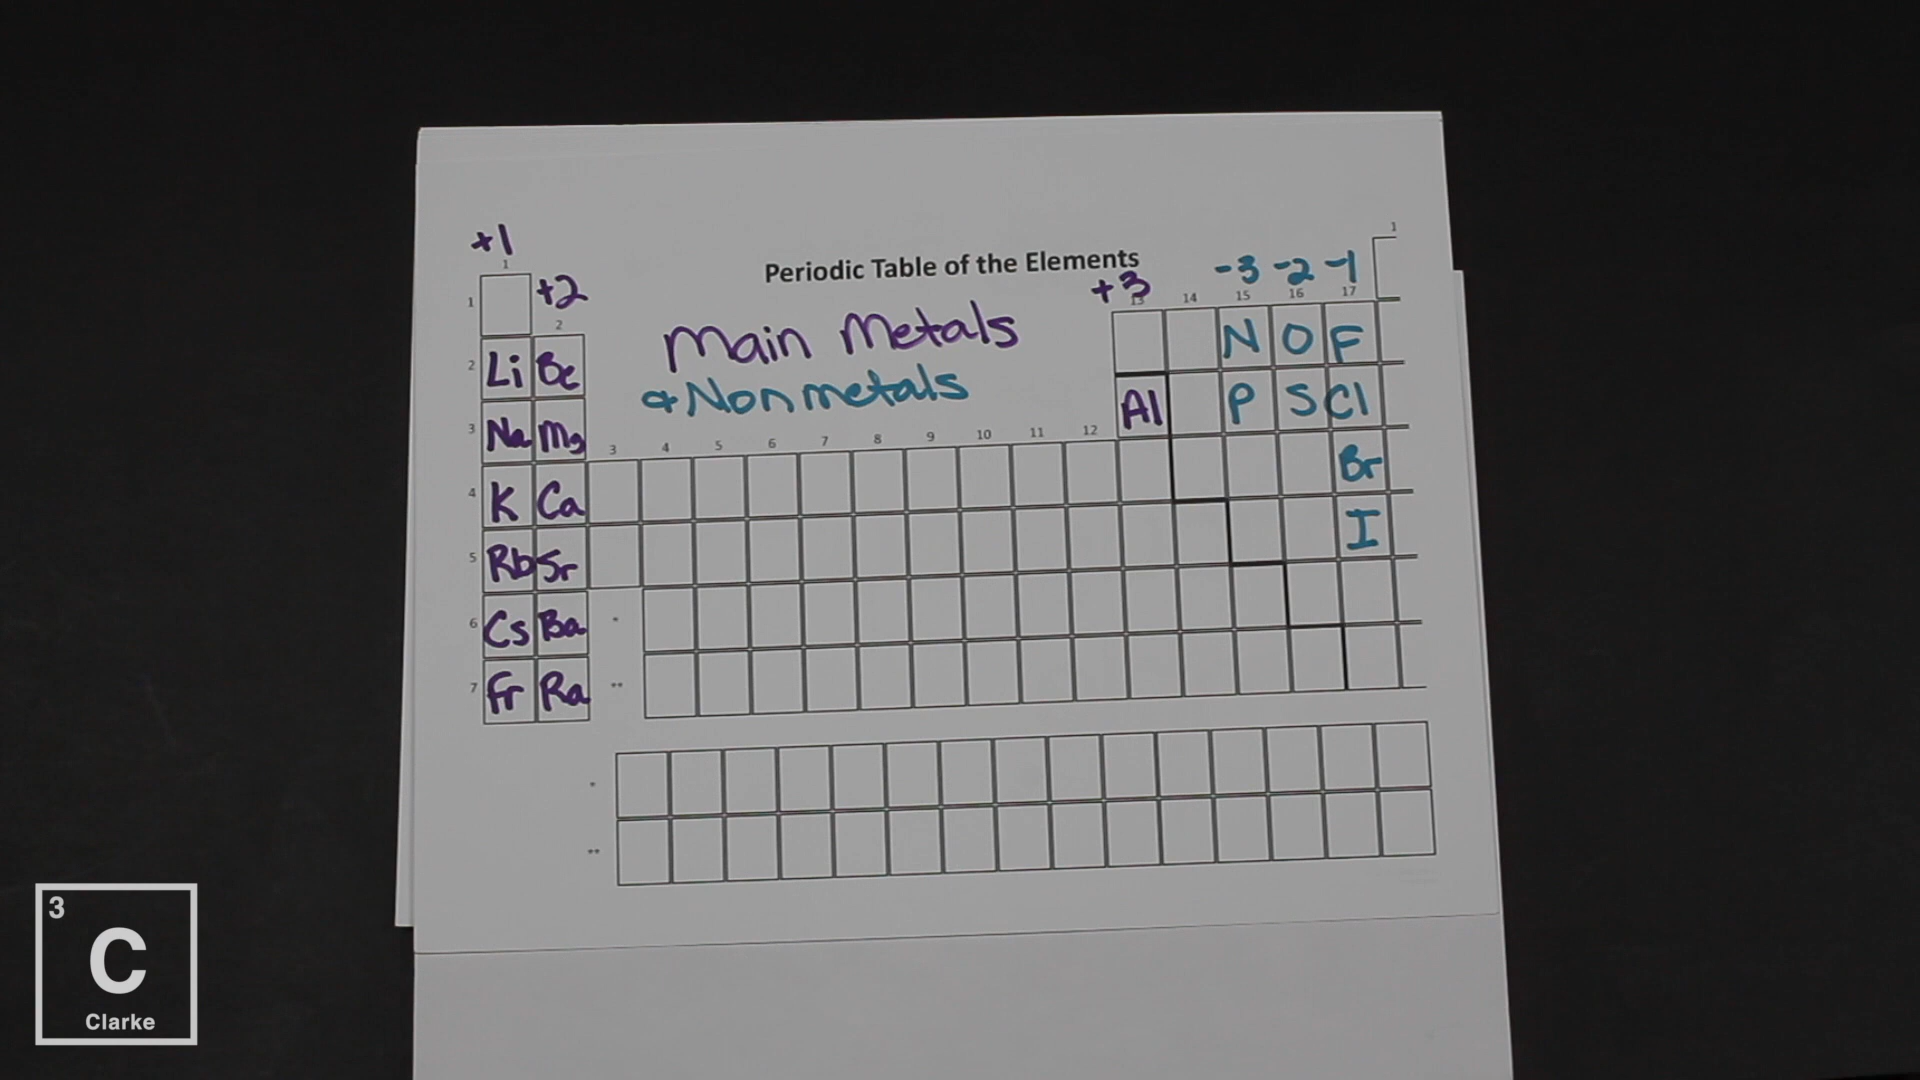 +1
1
Periodic Table of the Elements
-3 -2 -1
1
+2
+3
13 14 15 16 17
1
2
Main Metals
N O F
2 Li Be
& Nonmetals
Al P S Cl
3 Na Mg
3 4 5 6 7 8 9 10 11 12
4 K Ca
Br
5 Rb Sr
I
6 Cs Ba *
7 Fr Ra **
*
**
3
C
Clarke